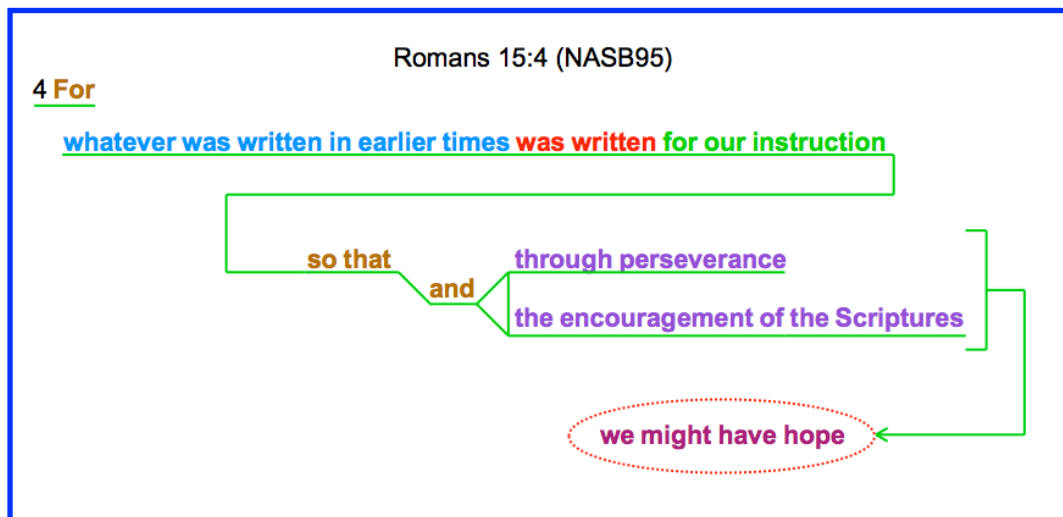 Romans 15:4 (NASB95)
4 For
whatever was written in earlier times was written for our instruction
so that
through perseverance
and
the encouragement of the Scriptures
we might have hope